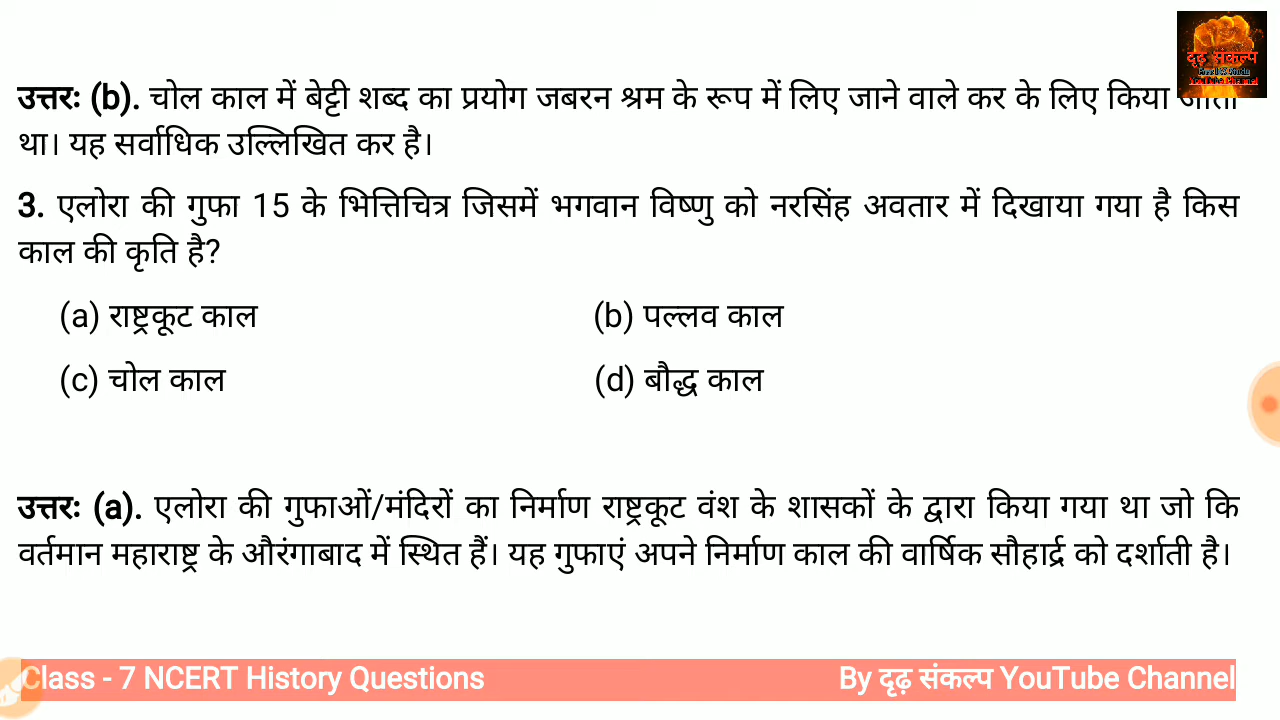 दृढ़ संकल्प
उत्तरः (b). चोल काल में बेट्टी शब्द का प्रयोग जबरन श्रम के रूप में लिए जाने वाले कर के लिए किया जाता
था। यह सर्वाधिक उल्लिखित कर है।
3. एलोरा की गुफा 15 के भित्तिचित्र जिसमें भगवान विष्णु को नरसिंह अवतार में दिखाया गया है किस
काल की कृति है?
(a) राष्ट्रकूट काल (b) पल्लव काल
(c) चोल काल (d) बौद्ध काल
उत्तरः (a). एलोरा की गुफाओं/मंदिरों का निर्माण राष्ट्रकूट वंश के शासकों के द्वारा किया गया था जो कि
वर्तमान महाराष्ट्र के औरंगाबाद में स्थित हैं। यह गुफाएं अपने निर्माण काल की वार्षिक सौहार्द्र को दर्शाती है।
Class - 7 NCERT History Questions By दृढ़ संकल्प YouTube Channel